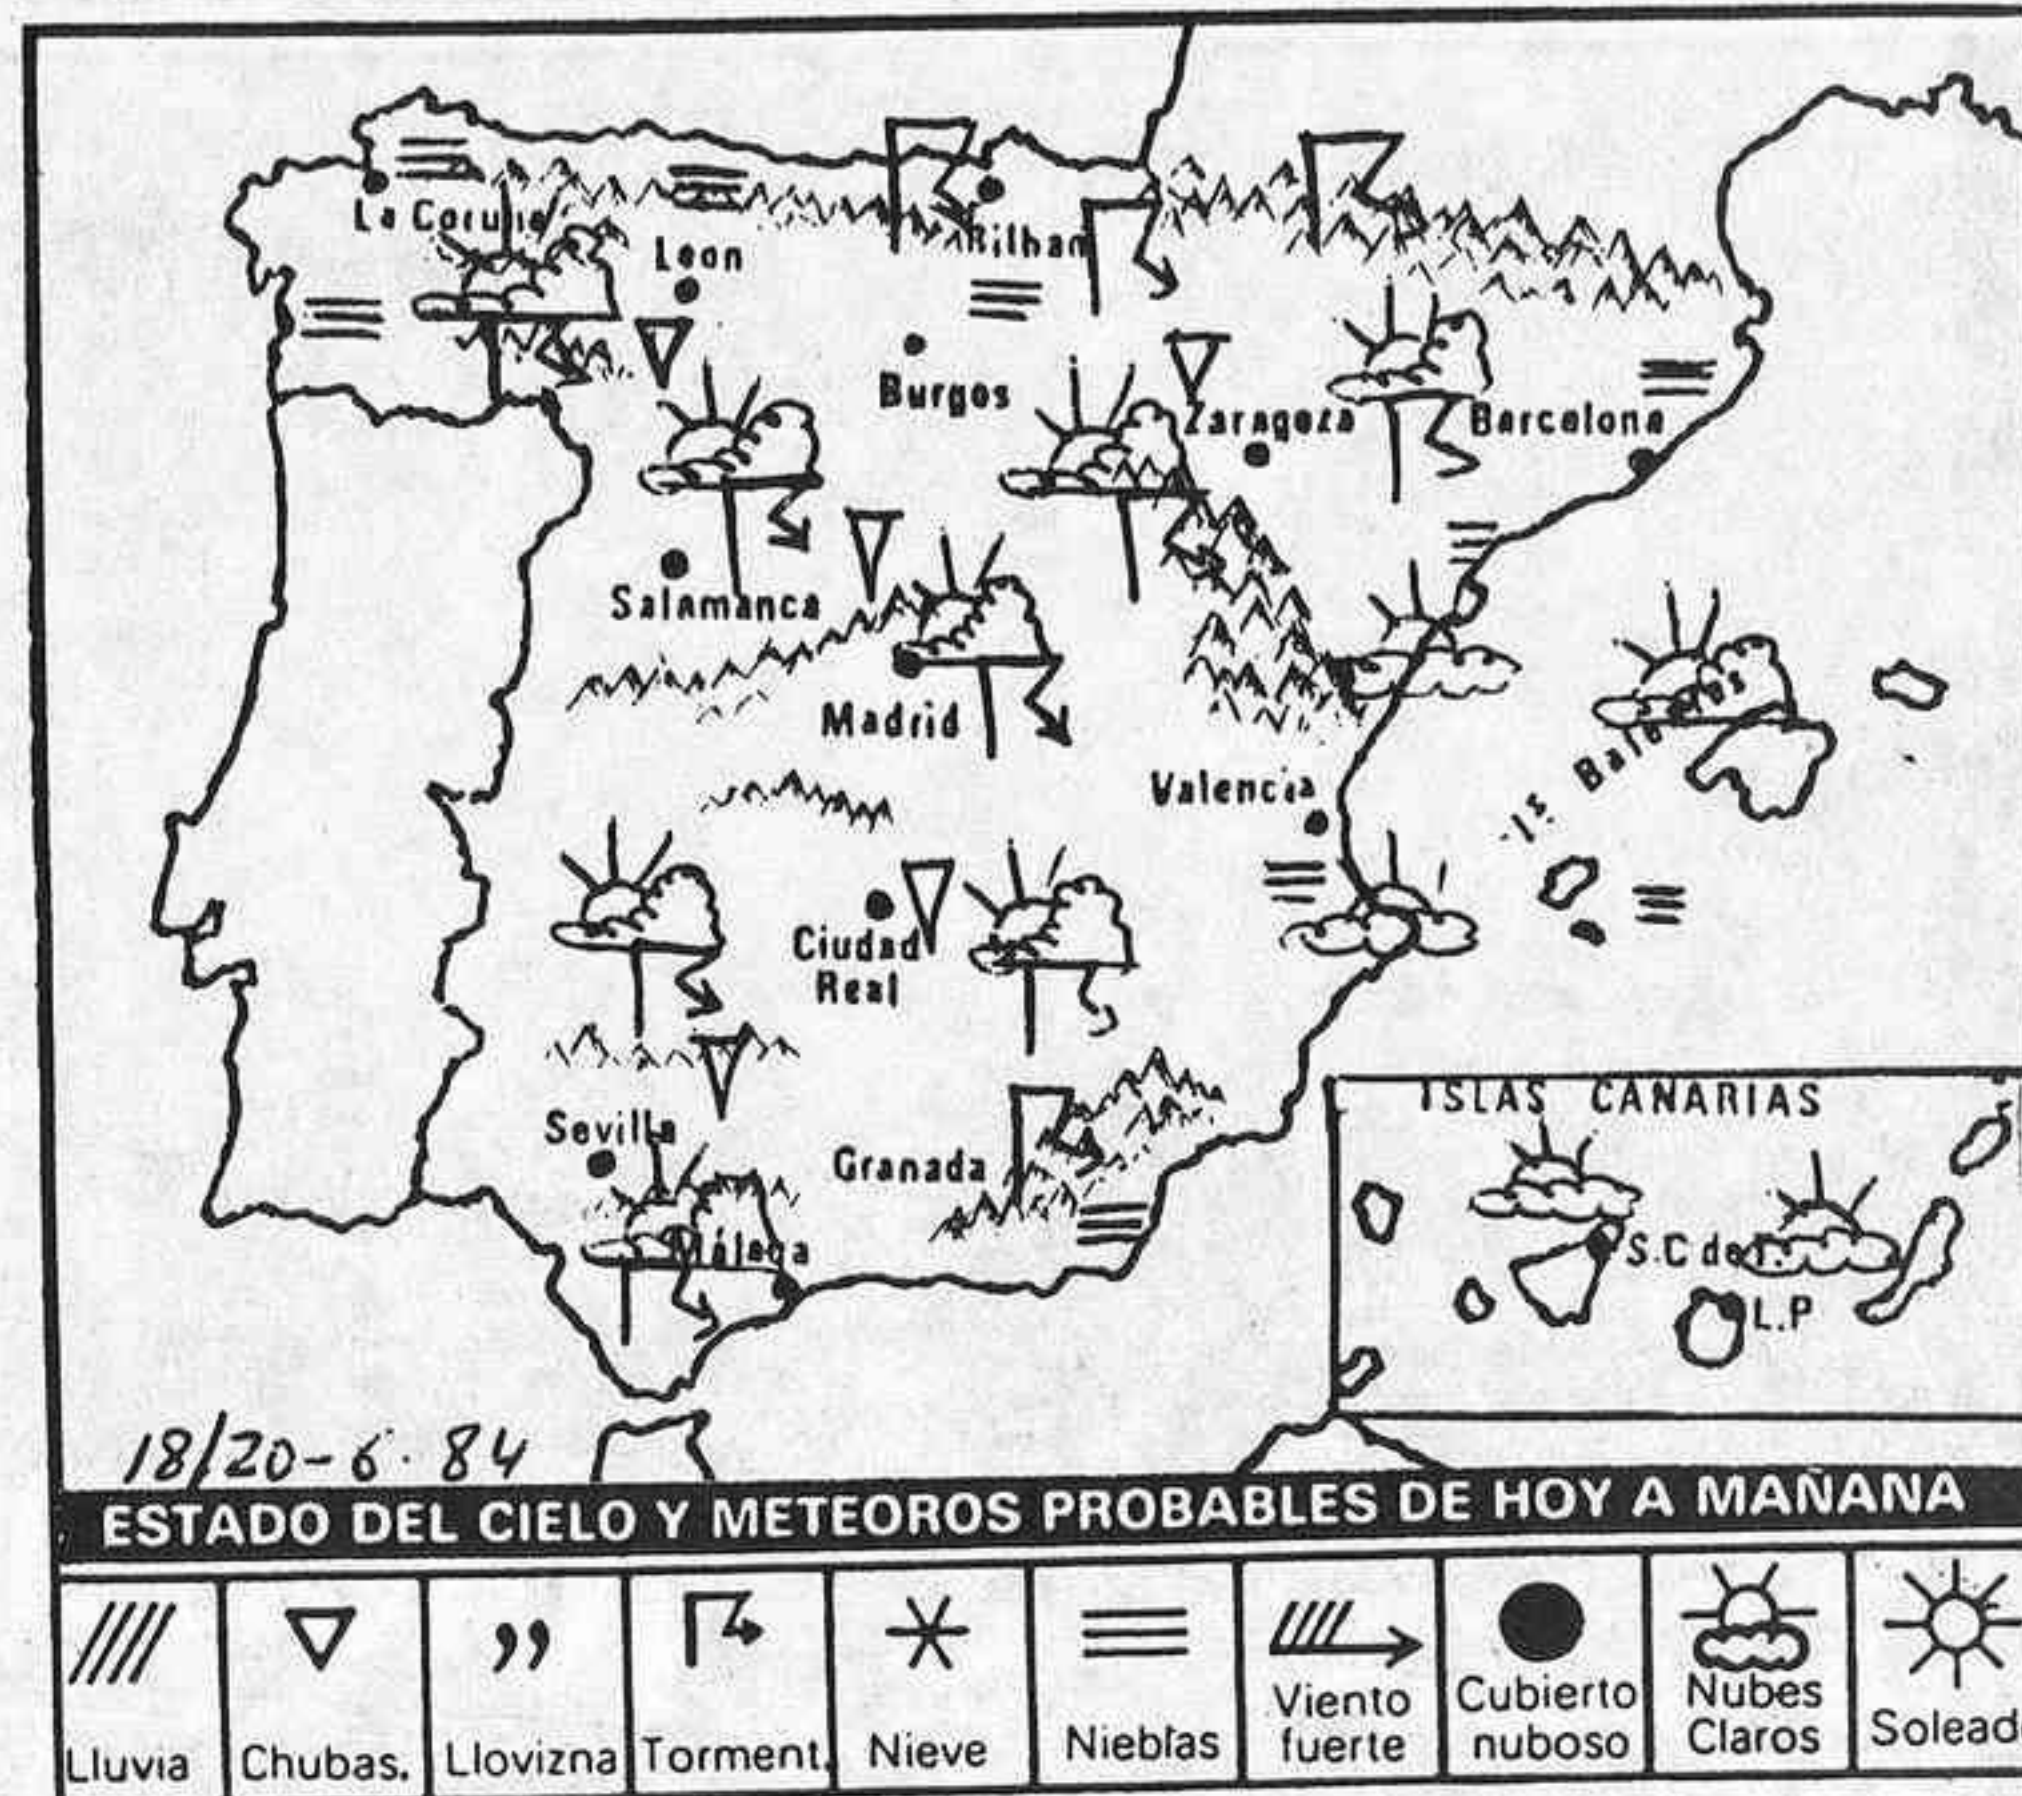 La Coruña
Leon
Bilbao
Burgos
Zaragoza
Barcelona
Salamanca
Madrid
Is. Baleares
Valencia
Ciudad
Real
Sevilla
Granada
Málaga
ISLAS CANARIAS
S.C de T.
L.P
18/20-6·84
ESTADO DEL CIELO Y METEOROS PROBABLES DE HOY A MAÑANA
Lluvia
Chubas.
Llovizna
Torment.
Nieve
Nieblas
Viento
fuerte
Cubierto
nuboso
Nubes
Claros
Solead